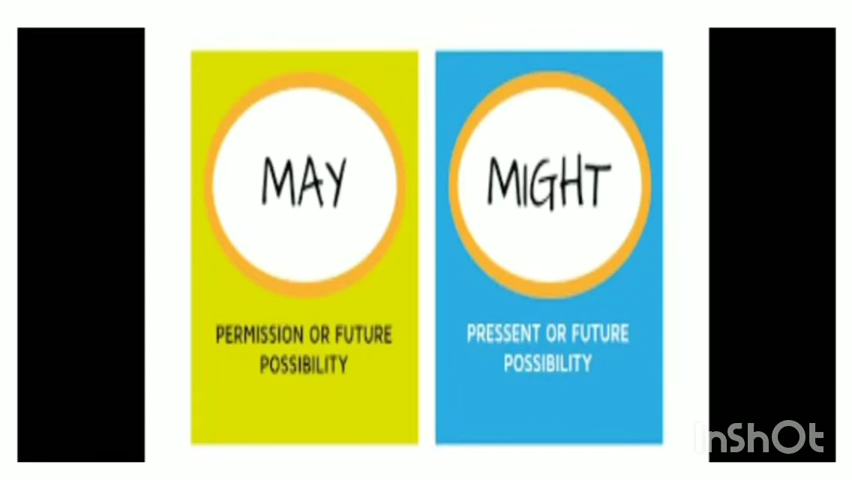 MAY
PERMISSION OR FUTURE
POSSIBILITY
MIGHT
PRESSENT OR FUTURE
POSSIBILITY
InShOt